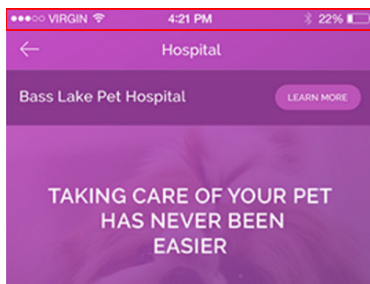 VIRGIN 4:21 PM 22%
Hospital
Bass Lake Pet Hospital LEARN MORE
TAKING CARE OF YOUR PET
HAS NEVER BEEN
EASIER